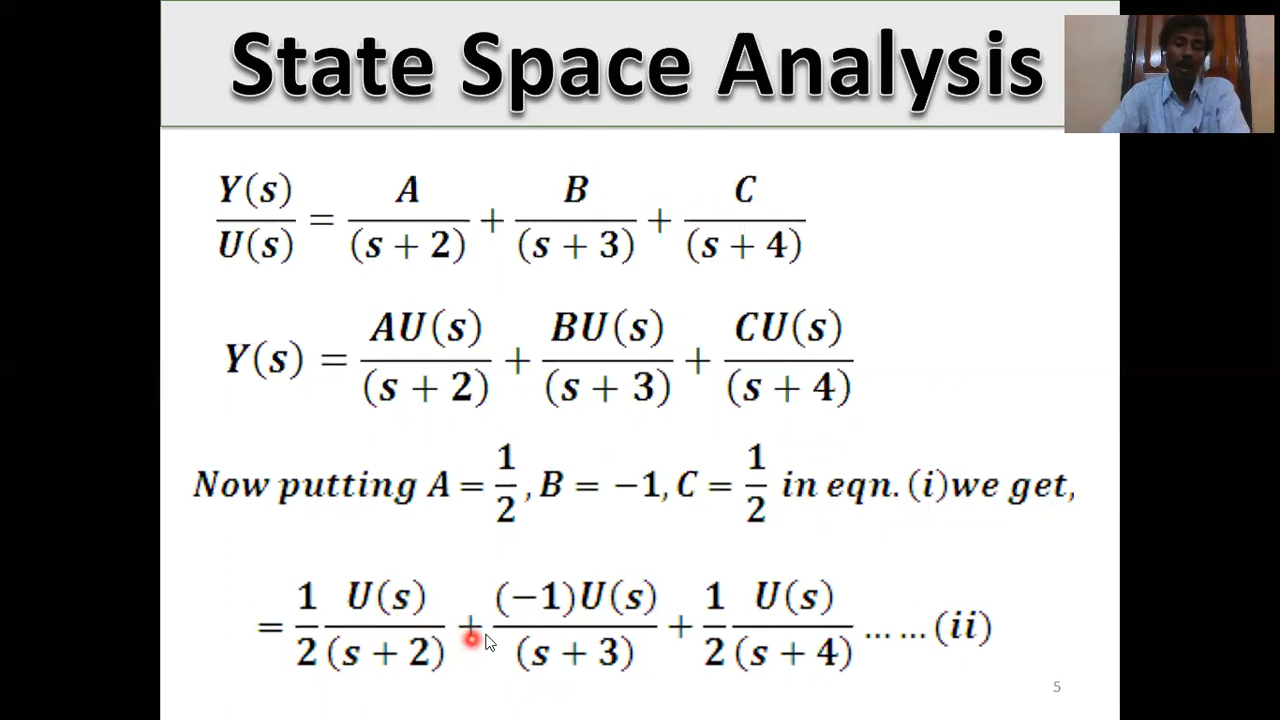 State Space Analysis
Y(s)/U(s) = A/(s + 2) + B/(s + 3) + C/(s + 4)
Y(s) = AU(s)/(s + 2) + BU(s)/(s + 3) + CU(s)/(s + 4)
Now putting A = 1/2, B = −1, C = 1/2 in eqn. (i)we get,
= 1/2 U(s)/(s + 2) + (−1)U(s)/(s + 3) + 1/2 U(s)/(s + 4) … … (ii)
5